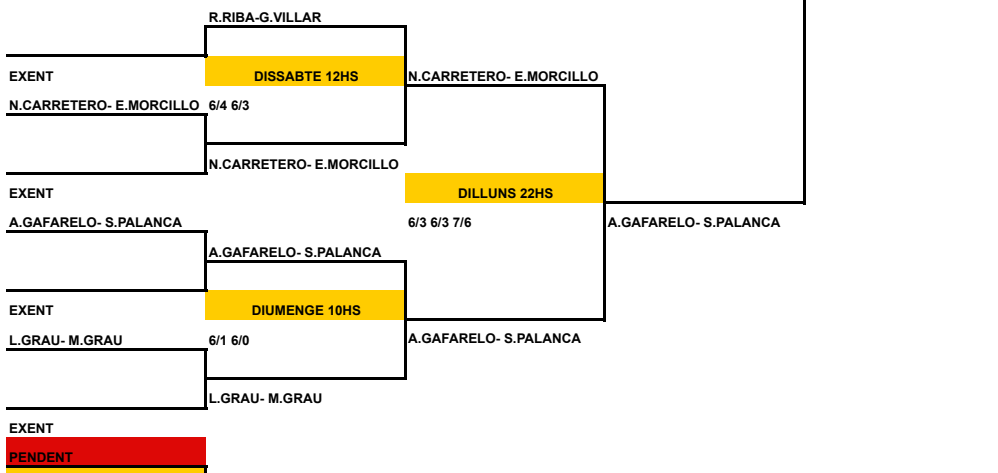 R.RIBA-G.VILLAR
EXENT
DISSABTE 12HS
N.CARRETERO- E.MORCILLO
N.CARRETERO- E.MORCILLO
6/4 6/3
N.CARRETERO- E.MORCILLO
EXENT
DILLUNS 22HS
A.GAFARELO- S.PALANCA
6/3 6/3 7/6
A.GAFARELO- S.PALANCA
A.GAFARELO- S.PALANCA
EXENT
DIUMENGE 10HS
L.GRAU- M.GRAU
6/1 6/0
A.GAFARELO- S.PALANCA
L.GRAU- M.GRAU
EXENT
PENDENT